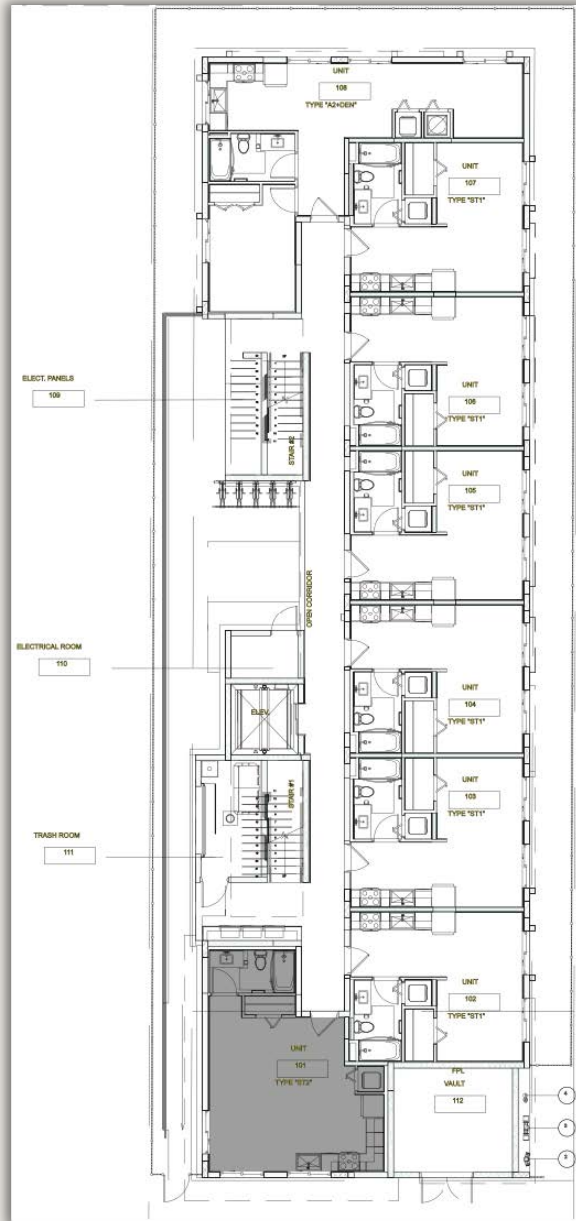 UNIT
108
TYPE "A2+DEN"
UNIT
107
TYPE "ST1"
ELECT. PANELS
109
UNIT
106
TYPE "ST1"
STAIR #2
UNIT
105
TYPE "ST1"
OPEN CORRIDOR
ELECTRICAL ROOM
110
UNIT
104
TYPE "ST1"
ELEV.
STAIR #1
UNIT
103
TYPE "ST1"
TRASH ROOM
111
UNIT
102
TYPE "ST1"
UNIT
101
TYPE "ST2"
FPL
VAULT
112